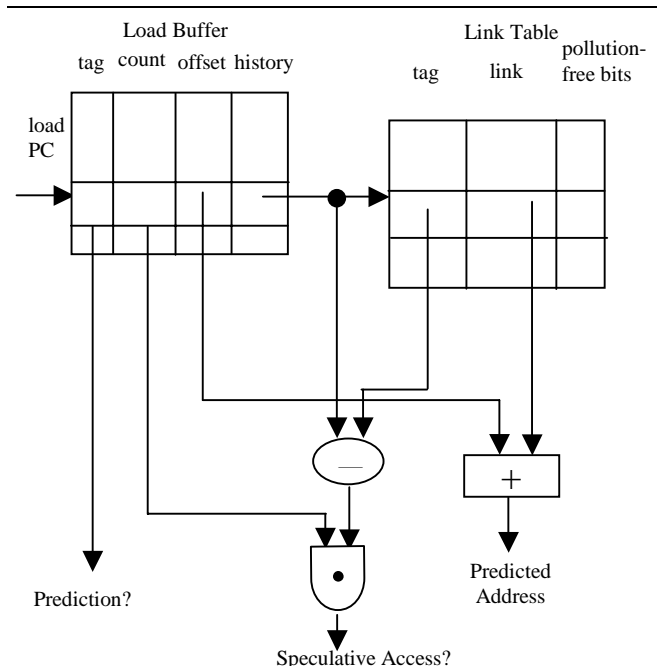 Load Buffer
tag count offset history
Link Table
tag link pollution-
free bits
load
PC
—
+
Prediction?
Predicted
Address
Speculative Access?